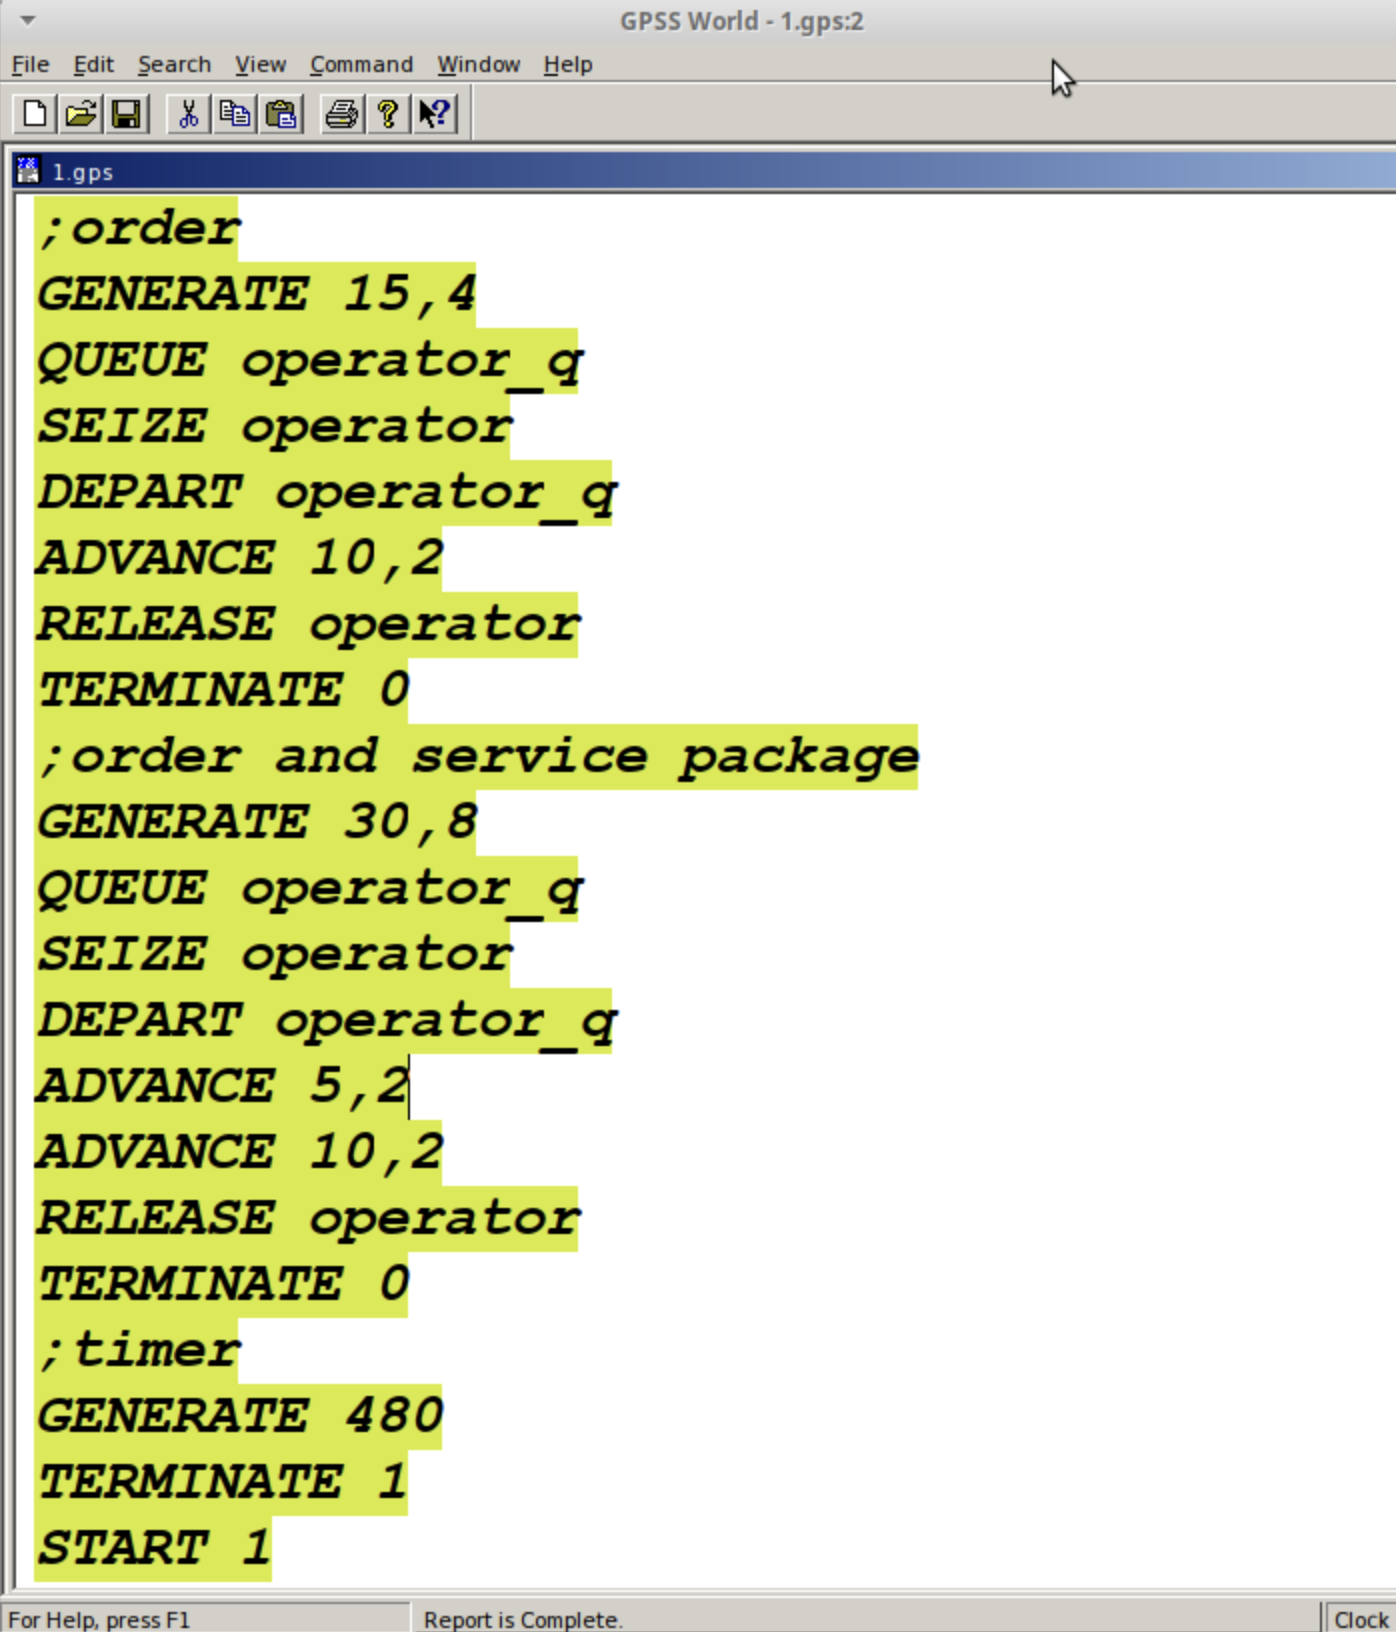 GPSS World - 1.gps:2
File Edit Search View Command Window Help
1.gps
;order
GENERATE 15,4
QUEUE operator_q
SEIZE operator
DEPART operator_q
ADVANCE 10,2
RELEASE operator
TERMINATE 0
;order and service package
GENERATE 30,8
QUEUE operator_q
SEIZE operator
DEPART operator_q
ADVANCE 5,2
ADVANCE 10,2
RELEASE operator
TERMINATE 0
;timer
GENERATE 480
TERMINATE 1
START 1
For Help, press F1 Report is Complete. Clock